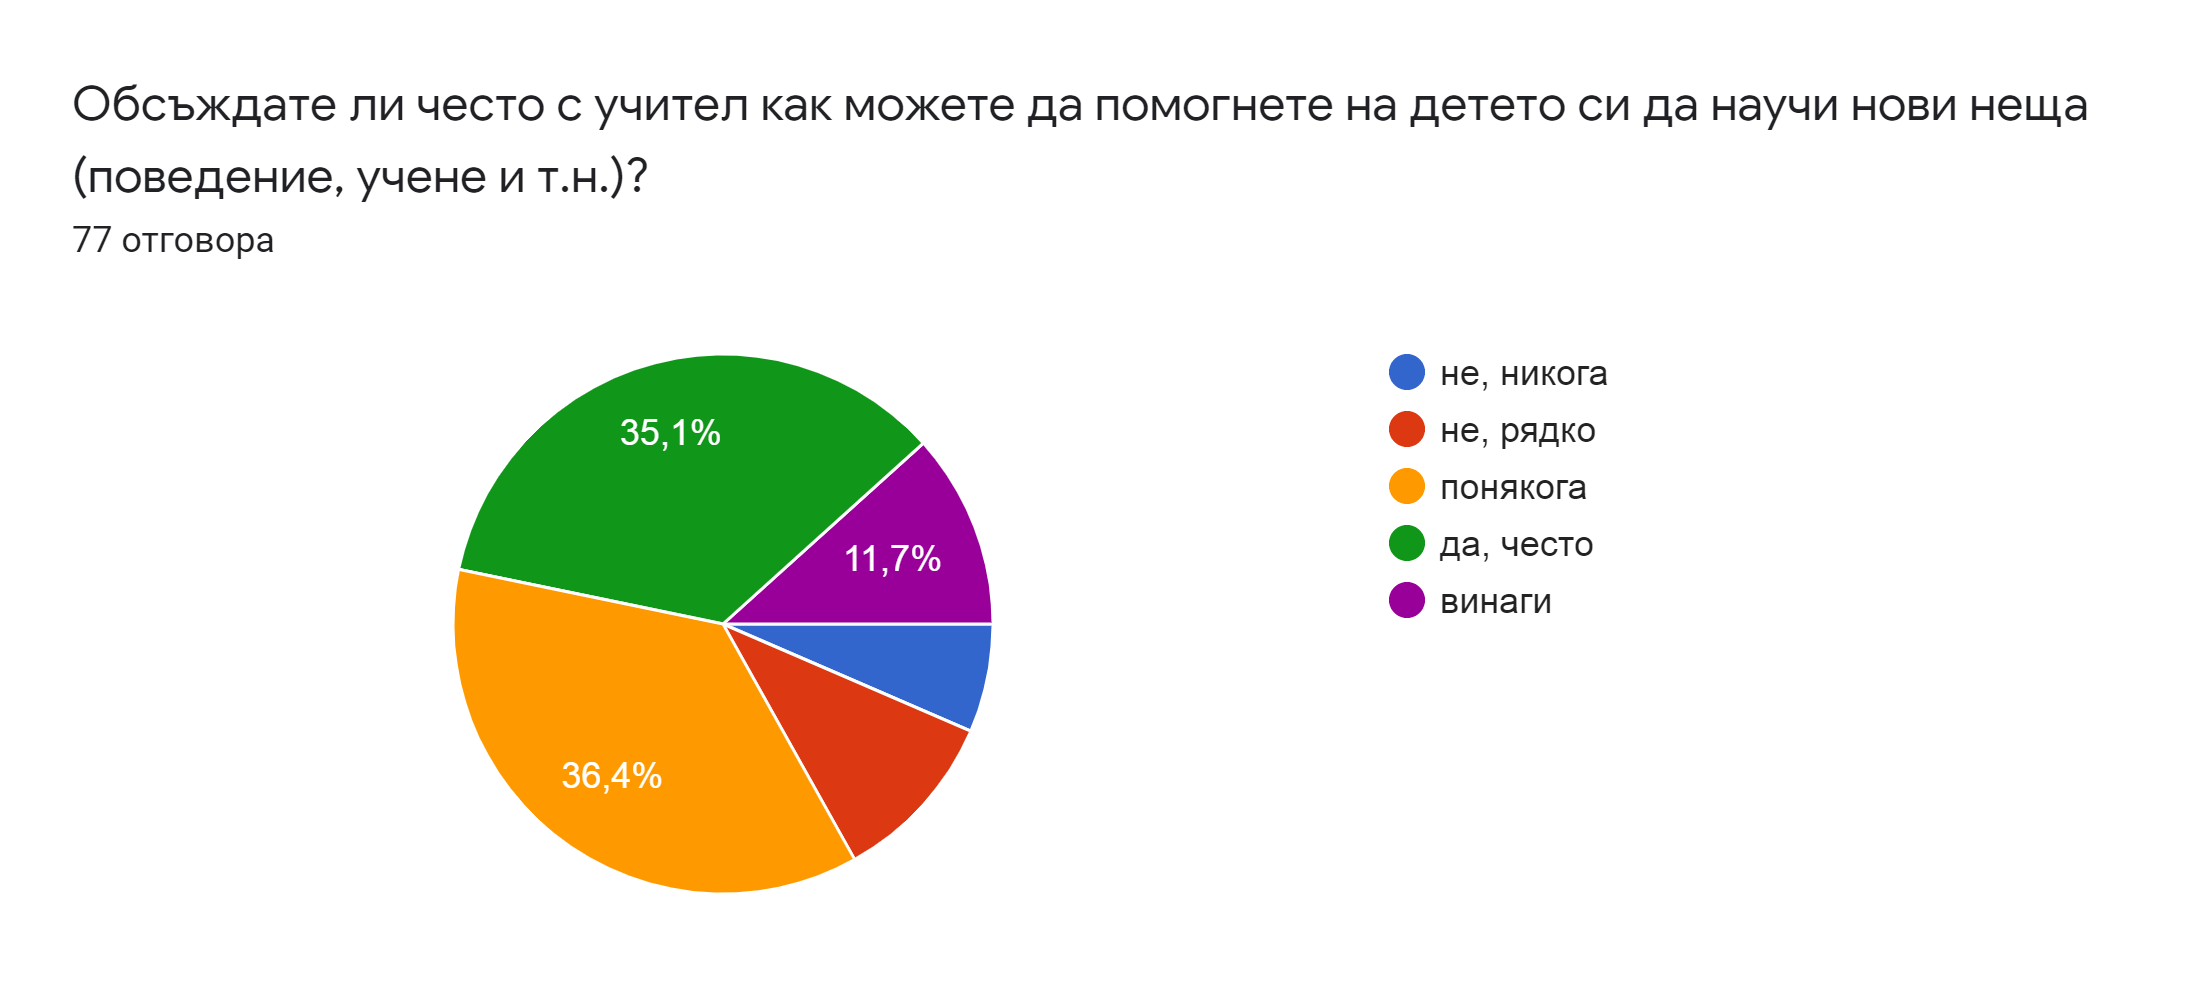 Обсъждате ли често с учител как можете да помогнете на детето си да научи нови неща
(поведение, учене и т.н.)?
77 отговора
35,1%
11,7%
36,4%
не, никога
не, рядко
понякога
да, често
винаги